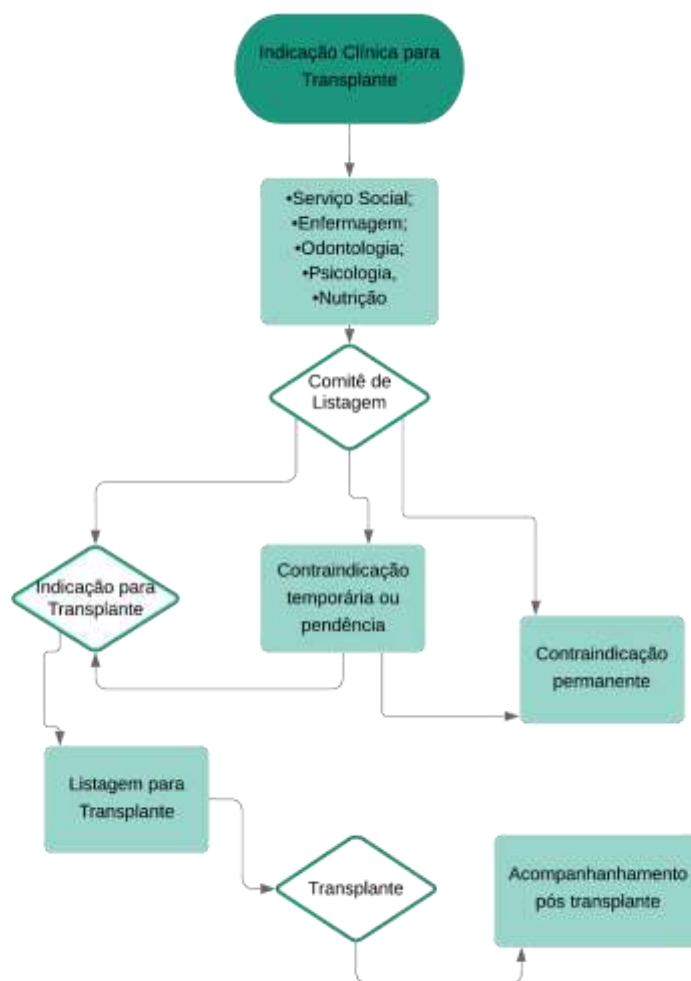 Indicação Clínica para
Transplante
•Serviço Social;
•Enfermagem;
•Odontologia;
•Psicologia,
•Nutrição
Comitê de
Listagem
Indicação para
Transplante
Contraindicação
temporária ou
pendência
Contraindicação
permanente
Listagem para
Transplante
Transplante
Acompanhanhamento
pós transplante